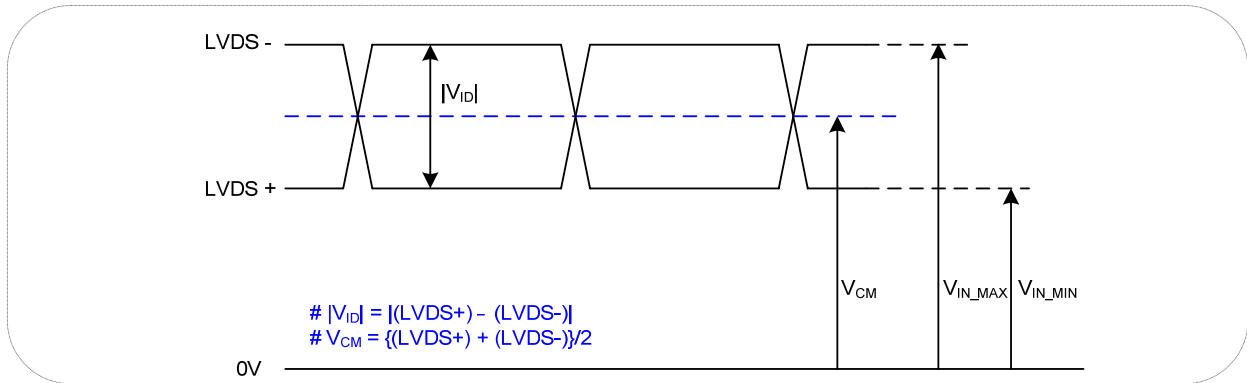 LVDS -
|VID|
LVDS +
VCM
VIN_MAX
VIN_MIN
# |VID| = |(LVDS+) – (LVDS-)|
# VCM = {(LVDS+) + (LVDS-)}/2
0V